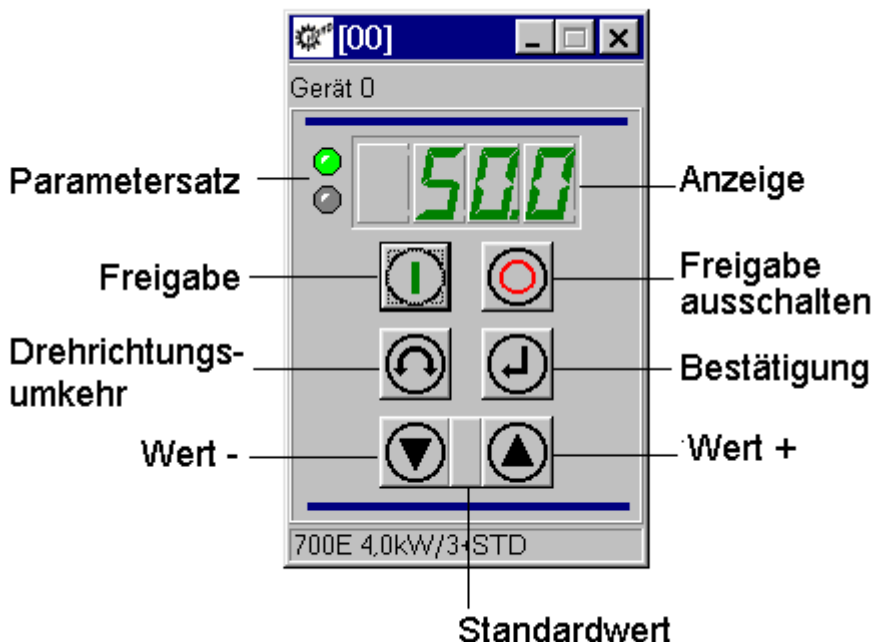 [00]
Gerät 0
Parametersatz
50.0
Anzeige
Freigabe
Freigabe
ausschalten
Drehrichtungs-
umkehr
Bestätigung
Wert -
Wert +
700E 4,0kW/3+STD
Standardwert